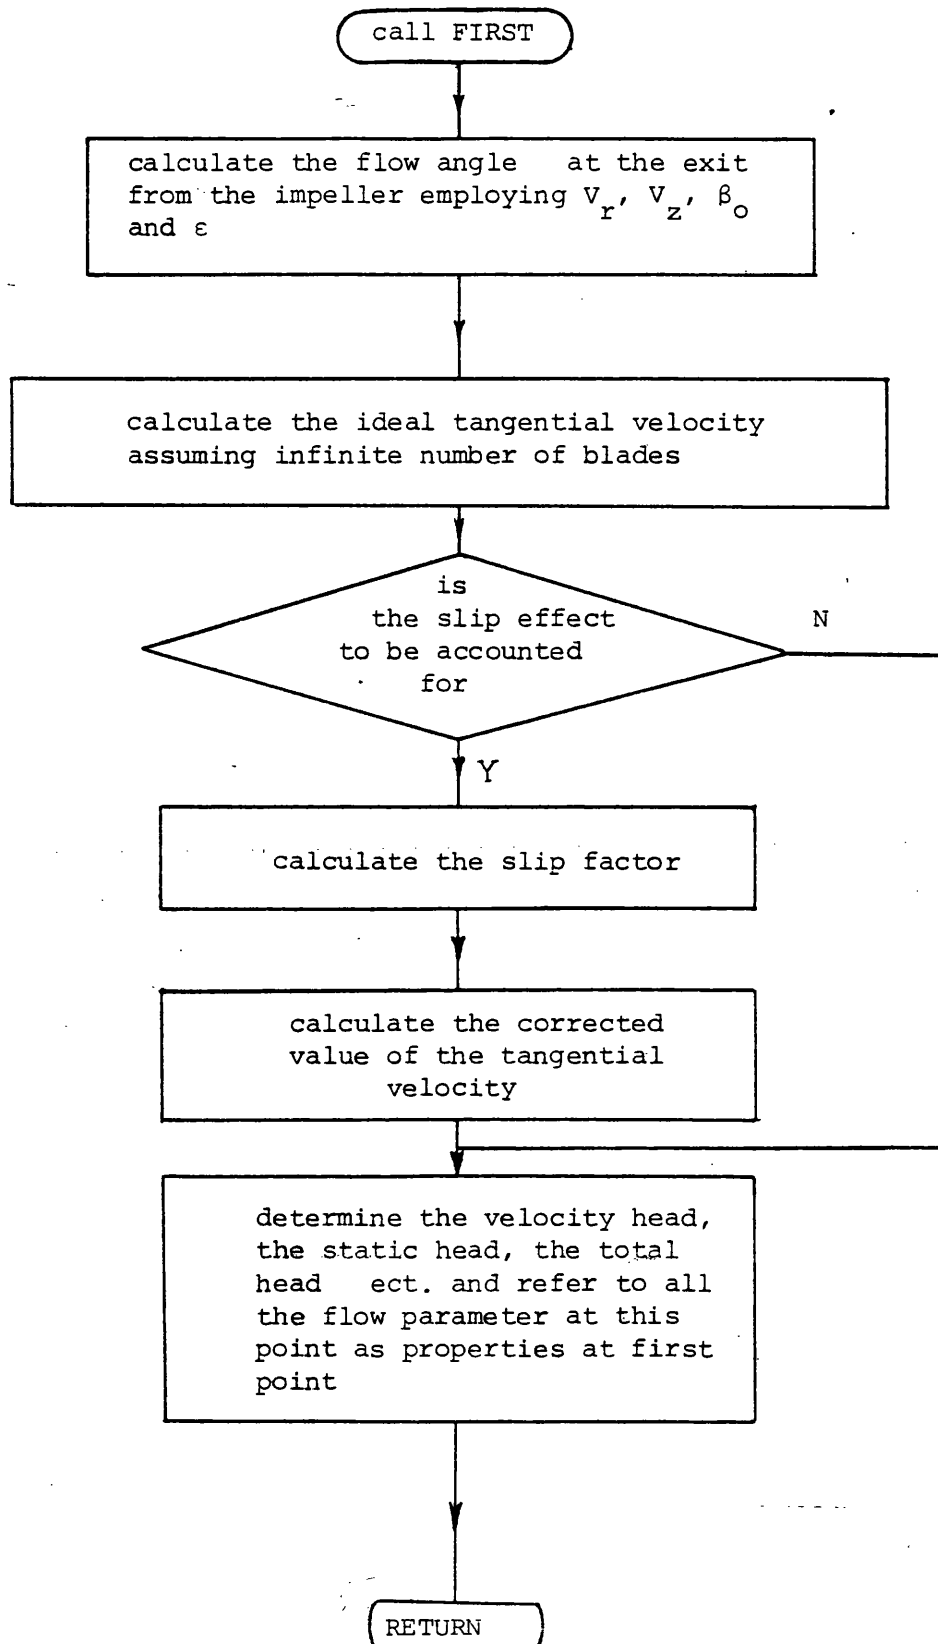 call FIRST
calculate the flow angle at the exit
from the impeller employing V_r, V_z, β_o
and ε
calculate the ideal tangential velocity
assuming infinite number of blades
is
the slip effect
to be accounted
for
N
Y
calculate the slip factor
calculate the corrected
value of the tangential
velocity
determine the velocity head,
the static head, the total
head ect. and refer to all
the flow parameter at this
point as properties at first
point
RETURN